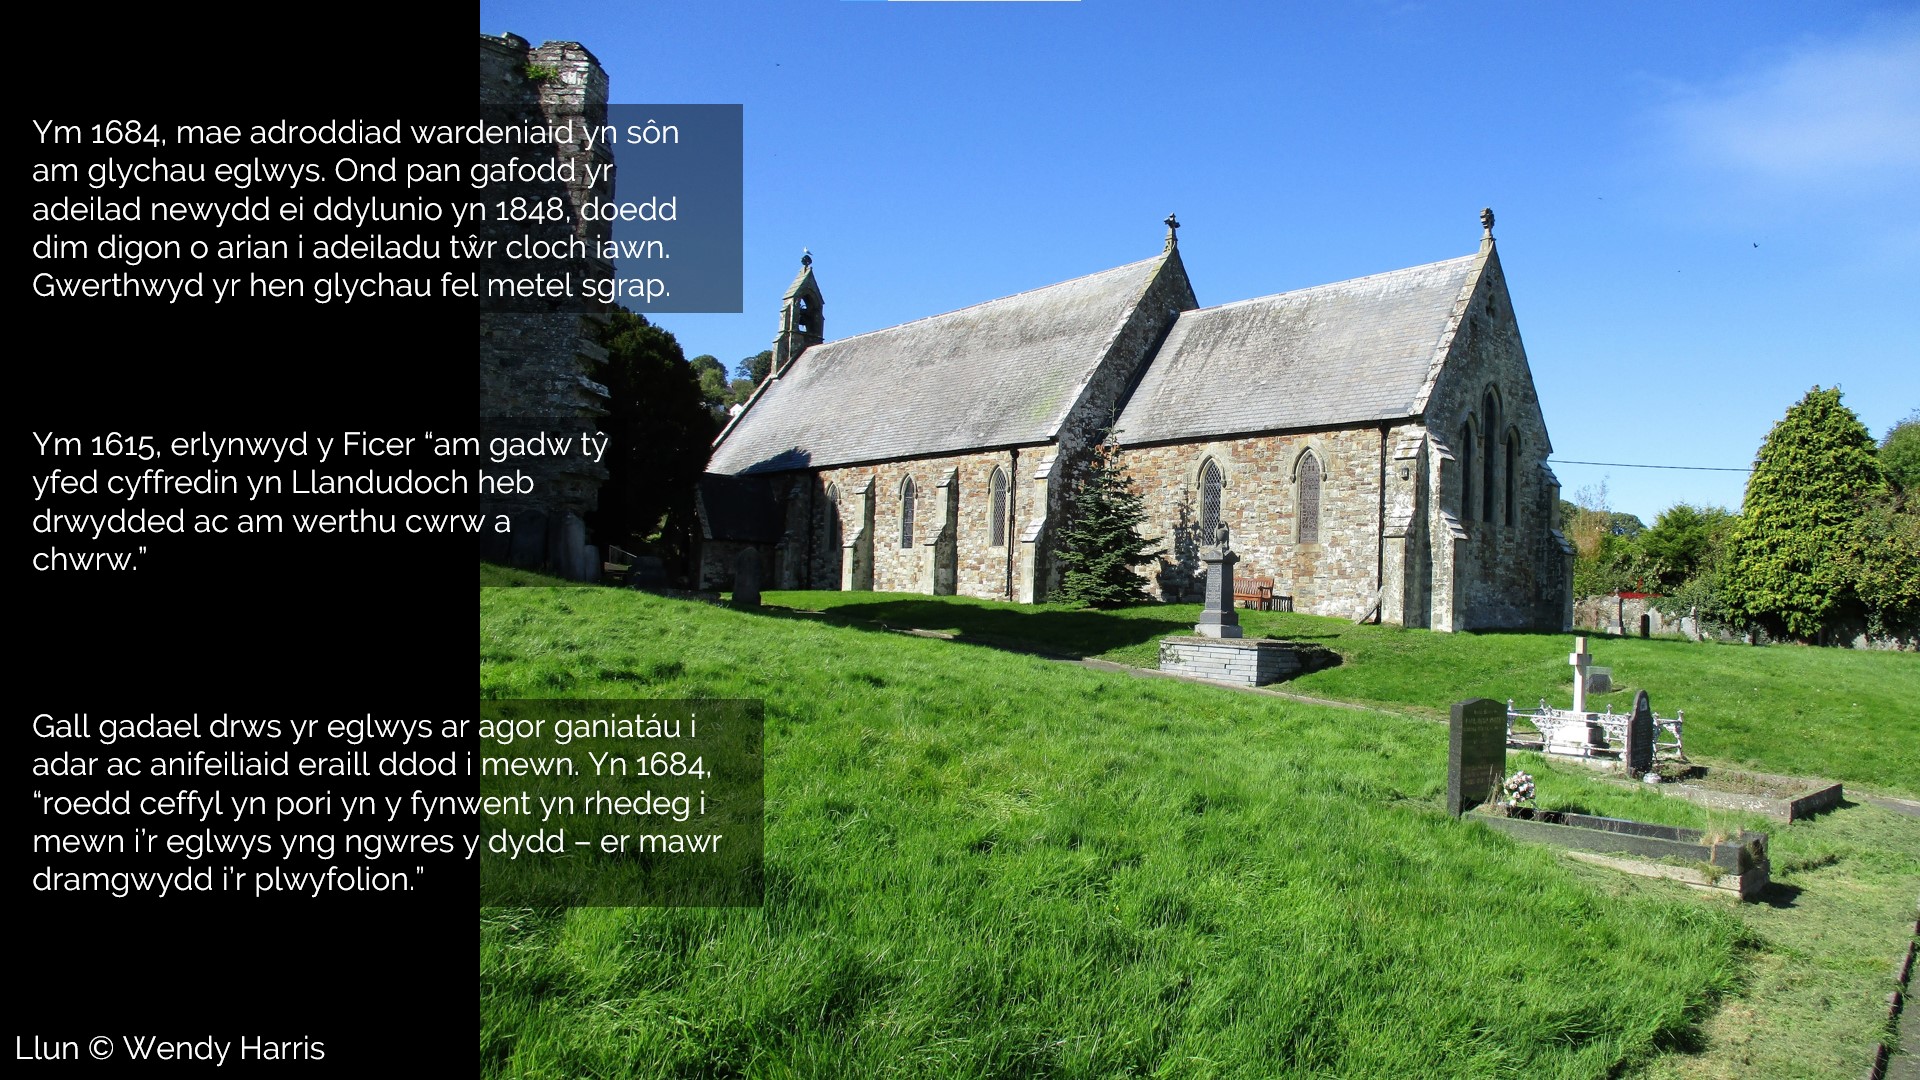 Ym 1684, mae adroddiad wardeniaid yn sôn
am glychau eglwys. Ond pan gafodd yr
adeilad newydd ei ddylunio yn 1848, doedd
dim digon o arian i adeiladu tŵr cloch iawn.
Gwerthwyd yr hen glychau fel metel sgrap.
Ym 1615, erlynwyd y Ficer “am gadw tŷ
yfed cyffredin yn Llandudoch heb
drwydded ac am werthu cwrw a
chwrw.”
Gall gadael drws yr eglwys ar agor ganiatáu i
adar ac anifeiliaid eraill ddod i mewn. Yn 1684,
“roedd ceffyl yn pori yn y fynwent yn rhedeg i
mewn i’r eglwys yng ngwres y dydd – er mawr
dramgwydd i’r plwyfolion.”
Llun © Wendy Harris